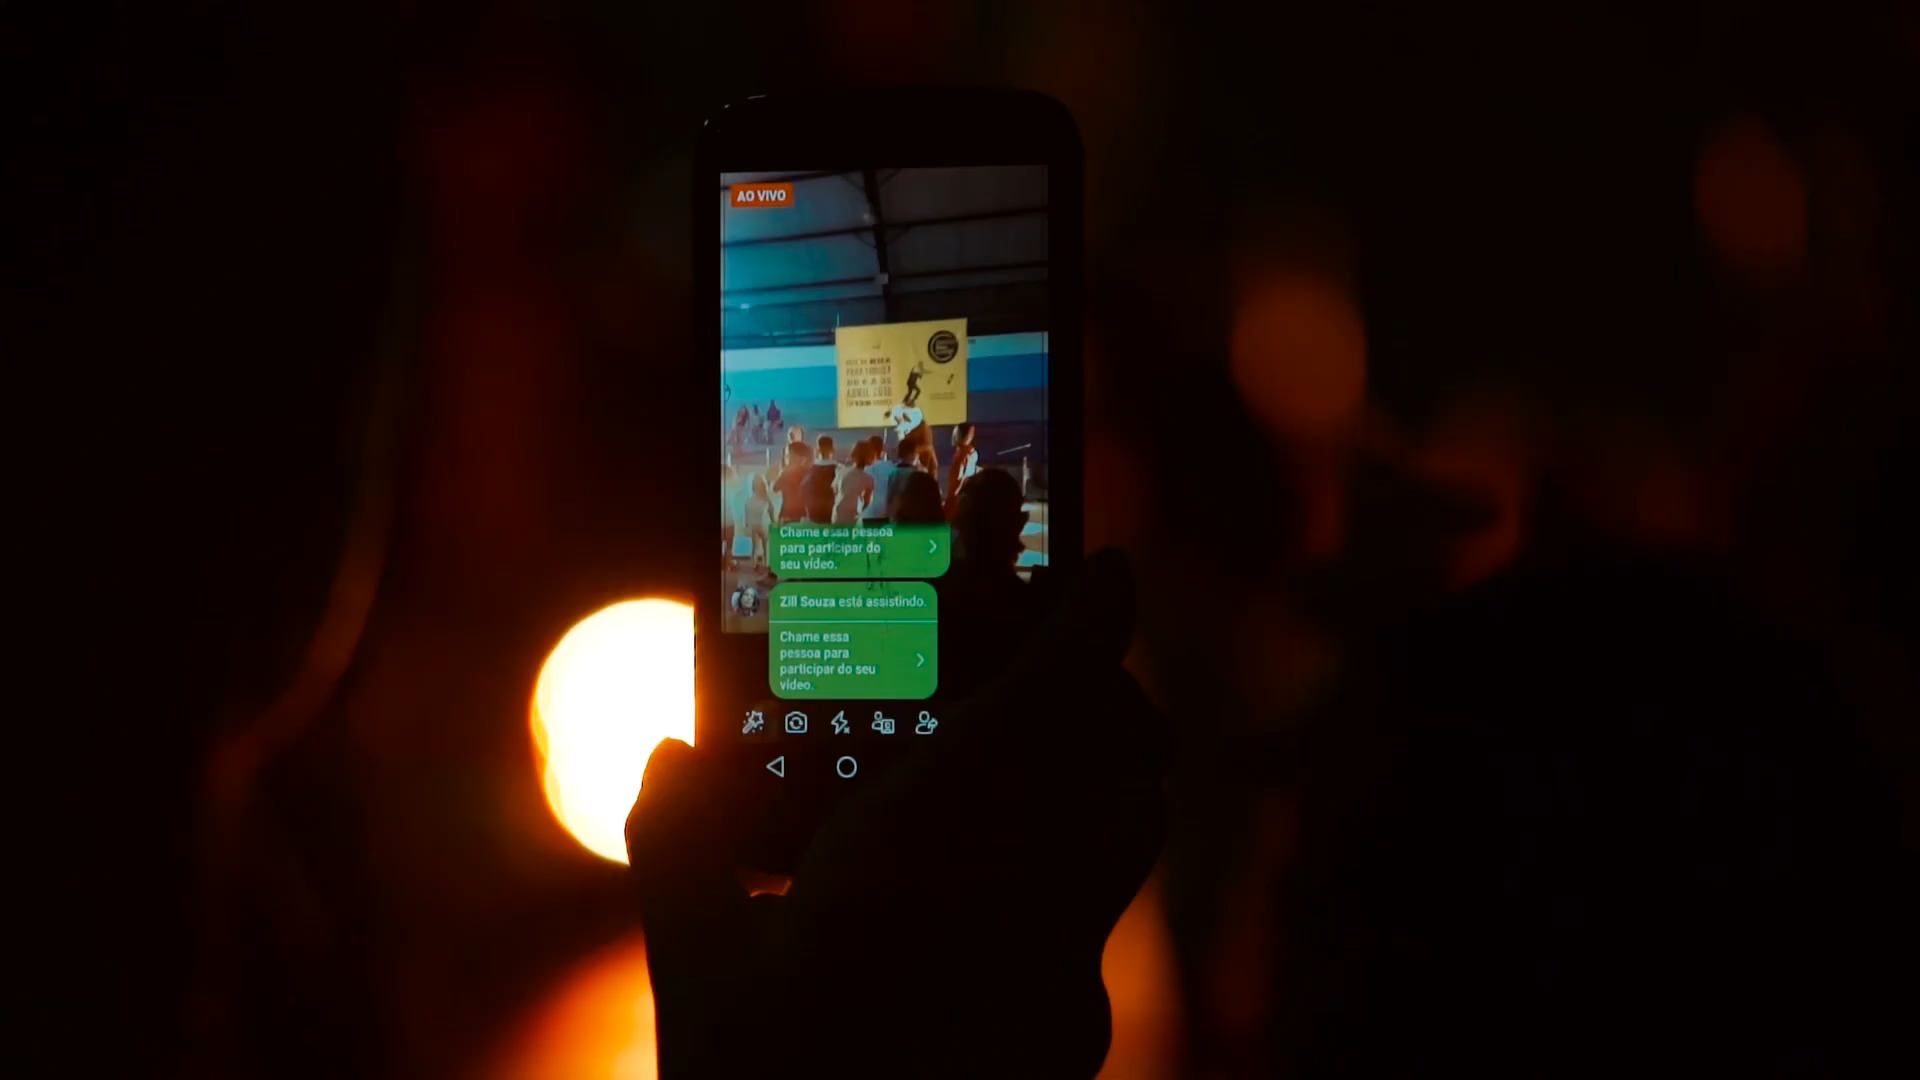 AO VIVO
ABRIL
Chame essa pessoa
para participar do
seu vídeo.
Zill Souza está assistindo.
Chame essa
pessoa para
participar do seu
vídeo.